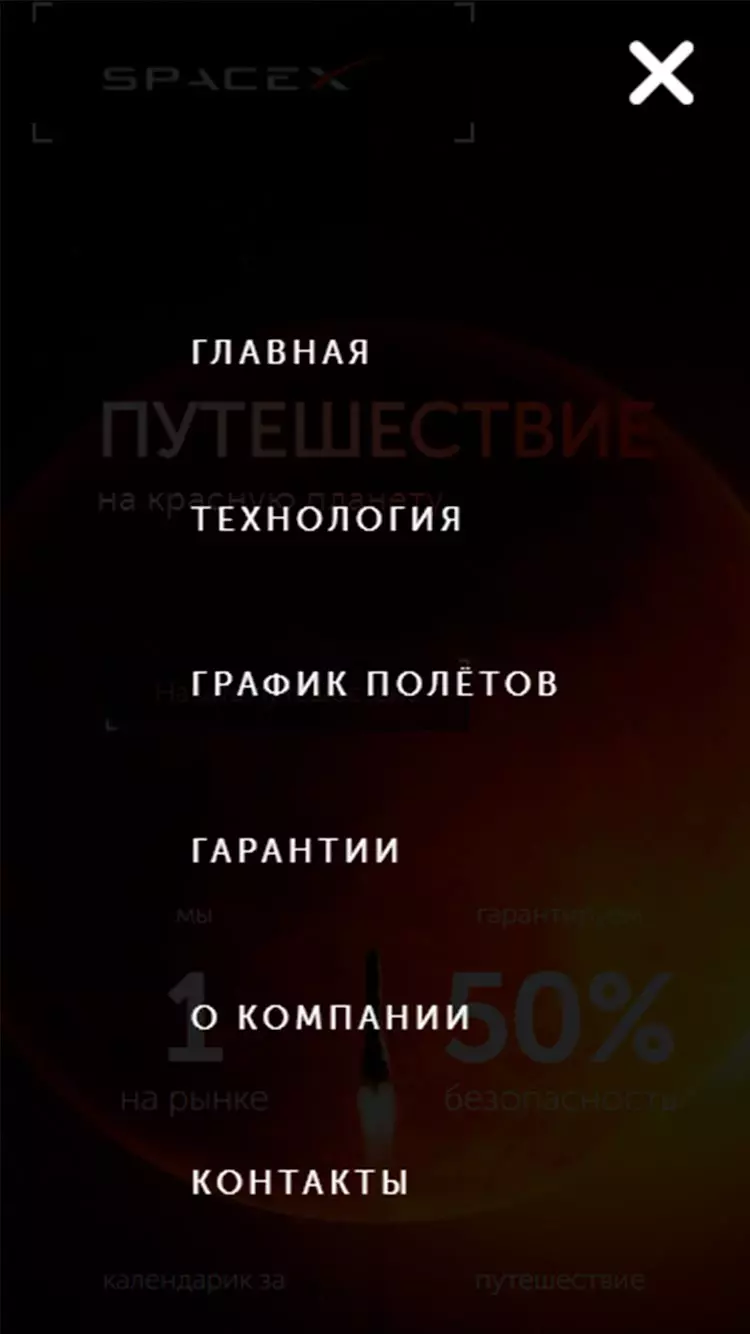 SPACEX
ГЛАВНАЯ
ПУТЕШЕСТВИЕ
на красную планету
ТЕХНОЛОГИЯ
ГРАФИК ПОЛЁТОВ
ГАРАНТИИ
мы
гарантируем
1
50%
О КОМПАНИИ
на рынке
безопасность
КОНТАКТЫ
календарик за
путешествие